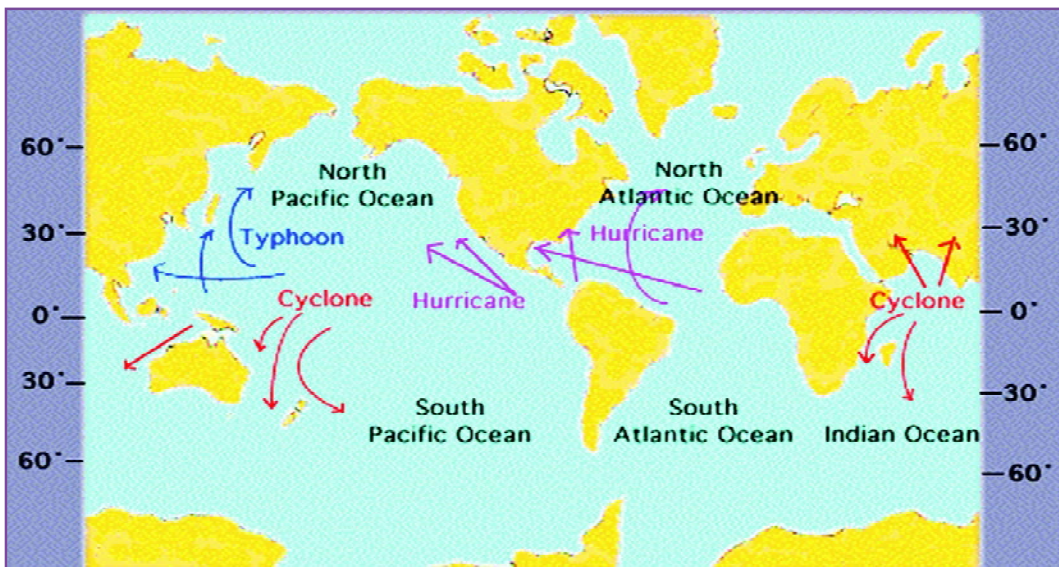 60°
60°
North
Pacific Ocean
North
Atlantic Ocean
30°
Typhoon
Hurricane
30°
Cyclone
Hurricane
Cyclone
0°
0°
30°
30°
South
Pacific Ocean
South
Atlantic Ocean
Indian Ocean
60°
60°